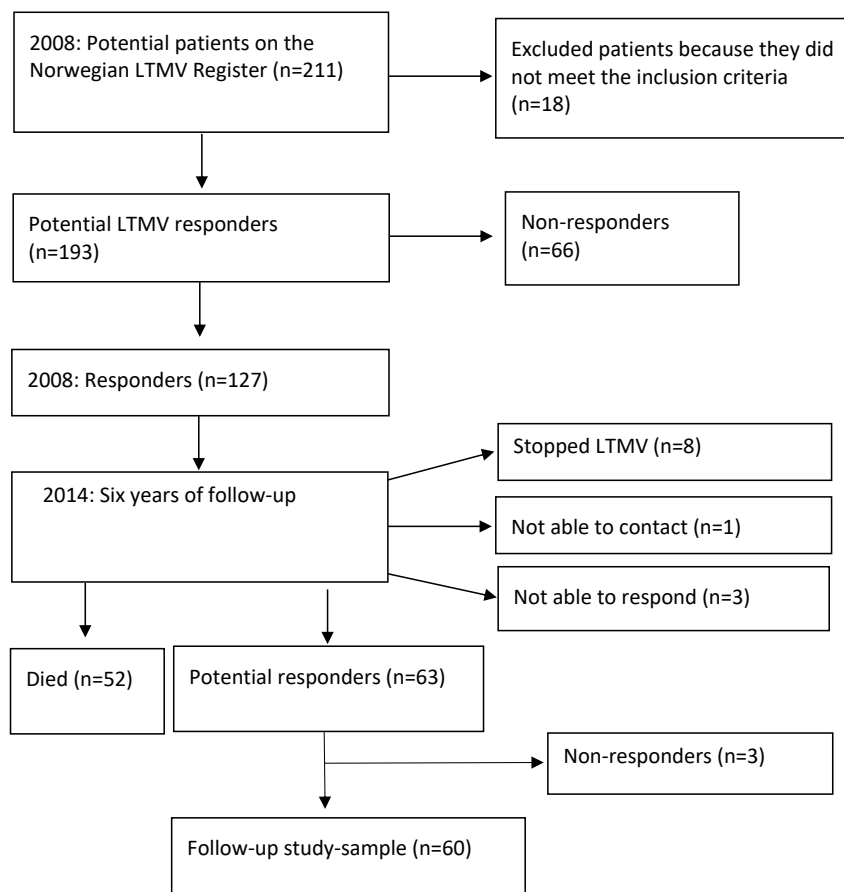 2008: Potential patients on the
Norwegian LTMV Register (n=211)
Excluded patients because they did
not meet the inclusion criteria
(n=18)
Potential LTMV responders
(n=193)
Non-responders
(n=66)
2008: Responders (n=127)
Stopped LTMV (n=8)
2014: Six years of follow-up
Not able to contact (n=1)
Not able to respond (n=3)
Died (n=52)
Potential responders (n=63)
Non-responders (n=3)
Follow-up study-sample (n=60)